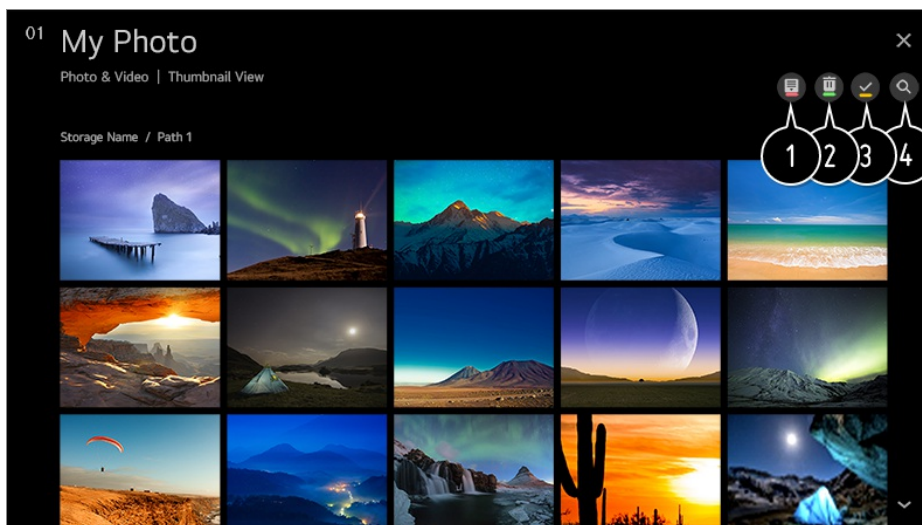 01 My Photo
Photo & Video | Thumbnail View
Storage Name / Path 1
1 2 3 4